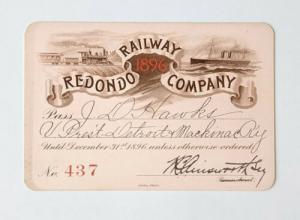 RAILWAY
1896
REDONDO COMPANY
Pass J. D. Hawks
V Prest Detroit & Mackinac Ry
Until December 31st 1896 unless otherwise ordered
No. 437